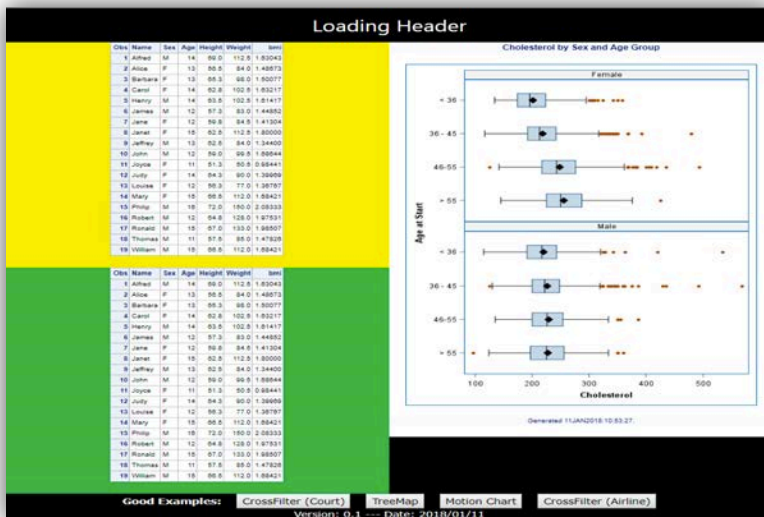 Loading Header
Obs Name Sex Age Height Weight bmi
1 Alfred M 14 69.0 112.5 1.63043
2 Alice F 13 56.5 84.0 1.48673
3 Barbara F 13 65.3 98.0 1.50077
4 Carol F 14 62.8 102.5 1.63217
5 Henry M 14 63.5 102.5 1.61417
6 James M 12 57.3 83.0 1.44852
7 Jane F 12 59.8 84.5 1.41304
8 Janet F 15 62.5 112.5 1.80000
9 Jeffrey M 13 62.5 84.0 1.34400
10 John M 12 59.0 99.5 1.68644
11 Joyce F 11 51.3 50.5 0.98441
12 Judy F 14 64.3 90.0 1.39969
13 Louise F 12 56.3 77.0 1.36767
14 Mary F 15 66.5 112.0 1.68421
15 Philip M 16 72.0 150.0 2.08333
16 Robert M 12 64.8 128.0 1.97531
17 Ronald M 15 67.0 133.0 1.98507
18 Thomas M 11 57.5 85.0 1.47826
19 William M 15 66.5 112.0 1.68421
Obs Name Sex Age Height Weight bmi
1 Alfred M 14 69.0 112.5 1.63043
2 Alice F 13 56.5 84.0 1.48673
3 Barbara F 13 65.3 98.0 1.50077
4 Carol F 14 62.8 102.5 1.63217
5 Henry M 14 63.5 102.5 1.61417
6 James M 12 57.3 83.0 1.44852
7 Jane F 12 59.8 84.5 1.41304
8 Janet F 15 62.5 112.5 1.80000
9 Jeffrey M 13 62.5 84.0 1.34400
10 John M 12 59.0 99.5 1.68644
11 Joyce F 11 51.3 50.5 0.98441
12 Judy F 14 64.3 90.0 1.39969
13 Louise F 12 56.3 77.0 1.36767
14 Mary F 15 66.5 112.0 1.68421
15 Philip M 16 72.0 150.0 2.08333
16 Robert M 12 64.8 128.0 1.97531
17 Ronald M 15 67.0 133.0 1.98507
18 Thomas M 11 57.5 85.0 1.47826
19 William M 15 66.5 112.0 1.68421
Cholesterol by Sex and Age Group
Female
< 36
36 - 45
46-55
> 55
Age at Start
Male
< 36
36 - 45
46-55
> 55
100 200 300 400 500
Cholesterol
Generated 11JAN2018:10:53:27.
Good Examples: CrossFilter (Court) TreeMap Motion Chart CrossFilter (Airline)
Version: 0.1 --- Date: 2018/01/11